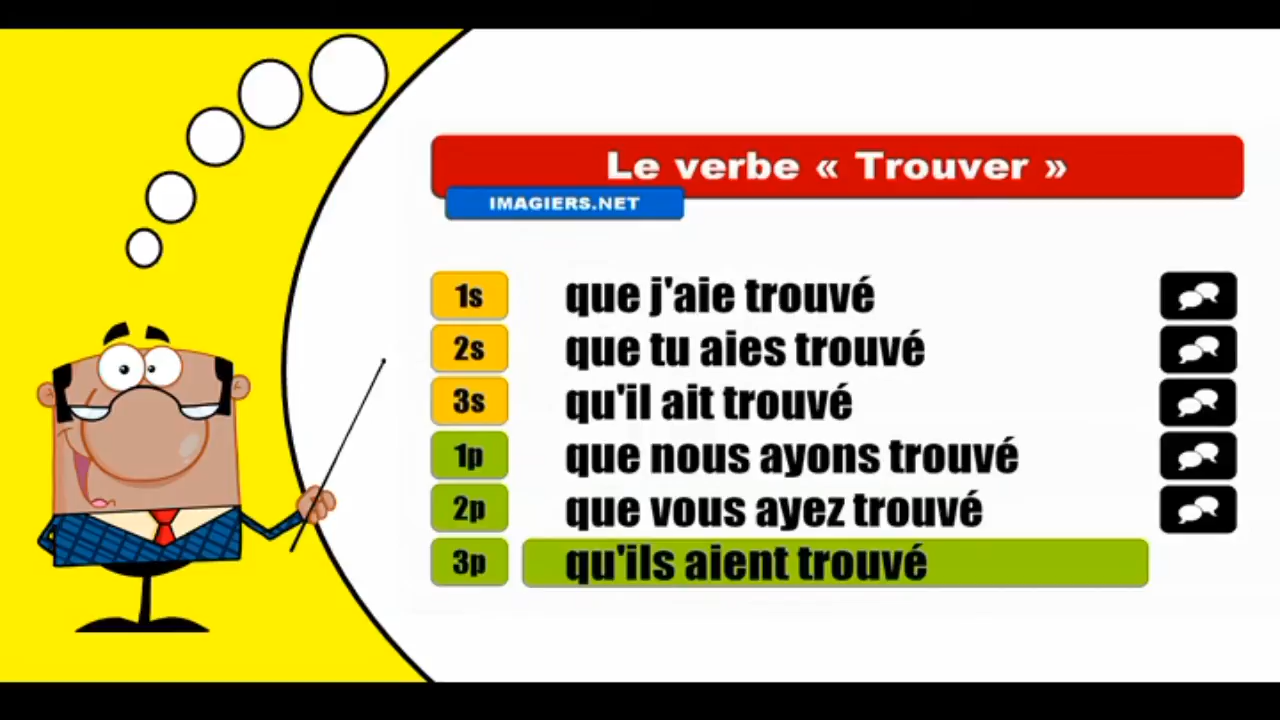 Le verbe « Trouver »
IMAGIERS.NET
1s que j'aie trouvé
2s que tu aies trouvé
3s qu'il ait trouvé
1p que nous ayons trouvé
2p que vous ayez trouvé
3p qu'ils aient trouvé